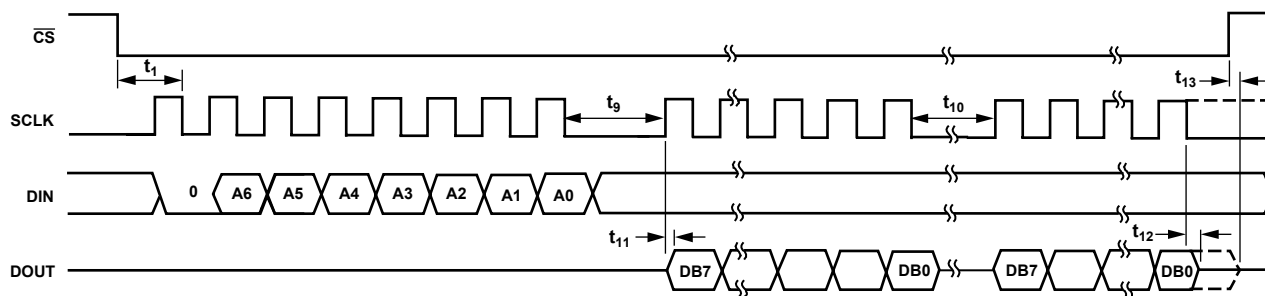 CS
t1
t13
SCLK
t9
t10
DIN
0 A6 A5 A4 A3 A2 A1 A0
t11
t12
DOUT
DB7 DB0 DB7 DB0